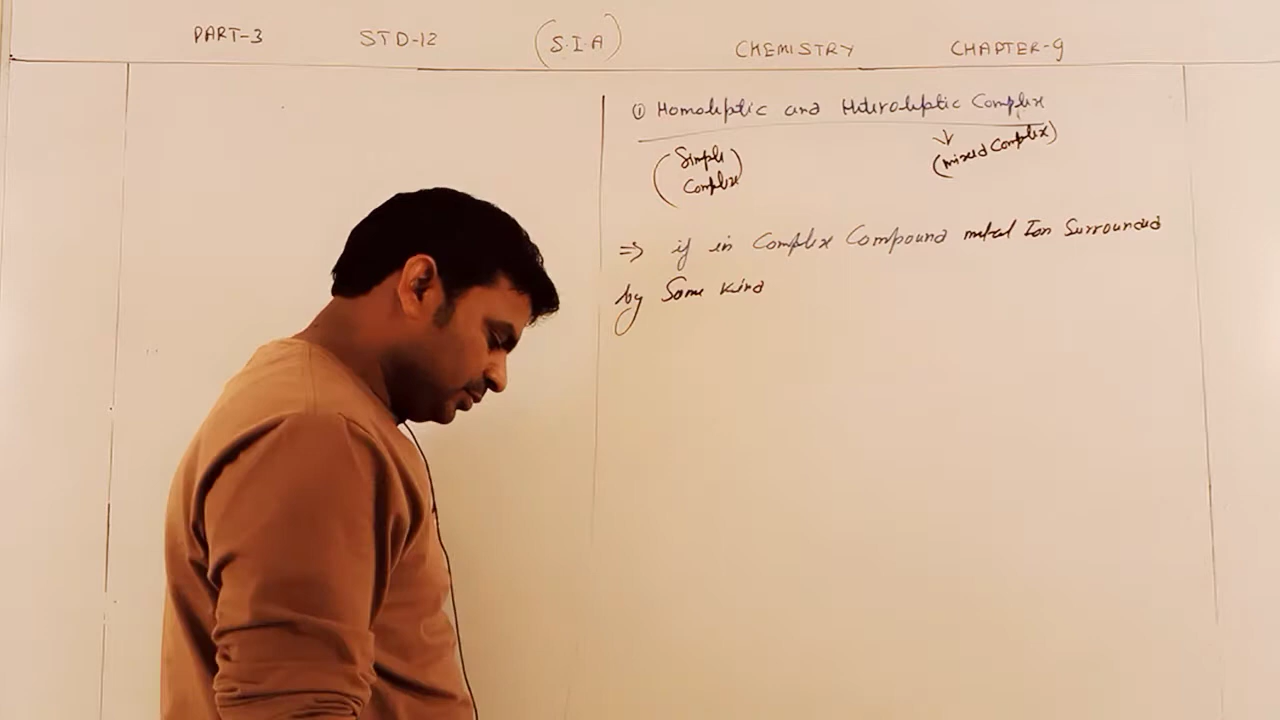 PART-3 STD-12 (S.I.A) CHEMISTRY CHAPTER-9
① Homoleptic and Heteroleptic Complex
(Simple Complex)
↓ (mixed Complex)
⇒ if in Complex Compound metal Ion Surrounded
by Same kind